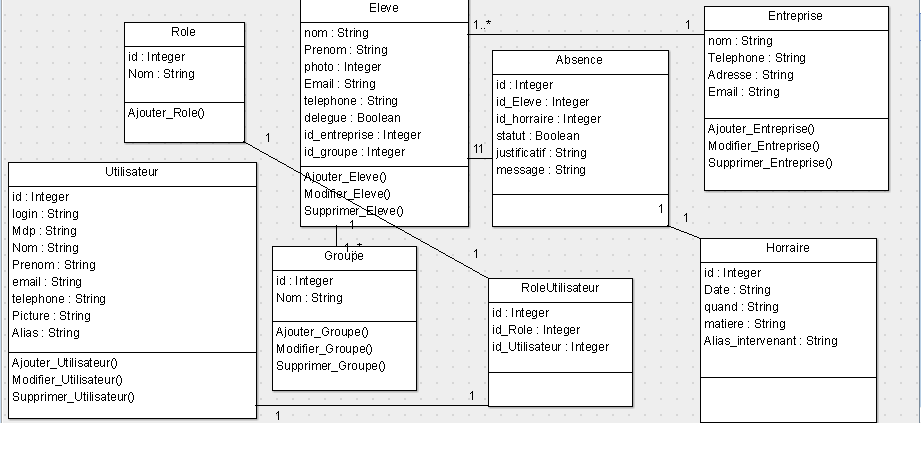 Role
id : Integer
Nom : String
Ajouter_Role()
1
Eleve
nom : String
Prenom : String
photo : Integer
Email : String
telephone : String
delegue : Boolean
id_entreprise : Integer
id_groupe : Integer
Ajouter_Eleve()
Modifier_Eleve()
Supprimer_Eleve()
1..*
1
11
1
1..*
Entreprise
nom : String
Telephone : String
Adresse : String
Email : String
Ajouter_Entreprise()
Modifier_Entreprise()
Supprimer_Entreprise()
Absence
id : Integer
id_Eleve : Integer
id_horraire : Integer
statut : Boolean
justificatif : String
message : String
1
1
Utilisateur
id : Integer
login : String
Mdp : String
Nom : String
Prenom : String
email : String
telephone : String
Picture : String
Alias : String
Ajouter_Utilisateur()
Modifier_Utilisateur()
Supprimer_Utilisateur()
1
Groupe
id : Integer
Nom : String
Ajouter_Groupe()
Modifier_Groupe()
Supprimer_Groupe()
1
RoleUtilisateur
id : Integer
id_Role : Integer
id_Utilisateur : Integer
1
Horraire
id : Integer
Date : String
quand : String
matiere : String
Alias_intervenant : String